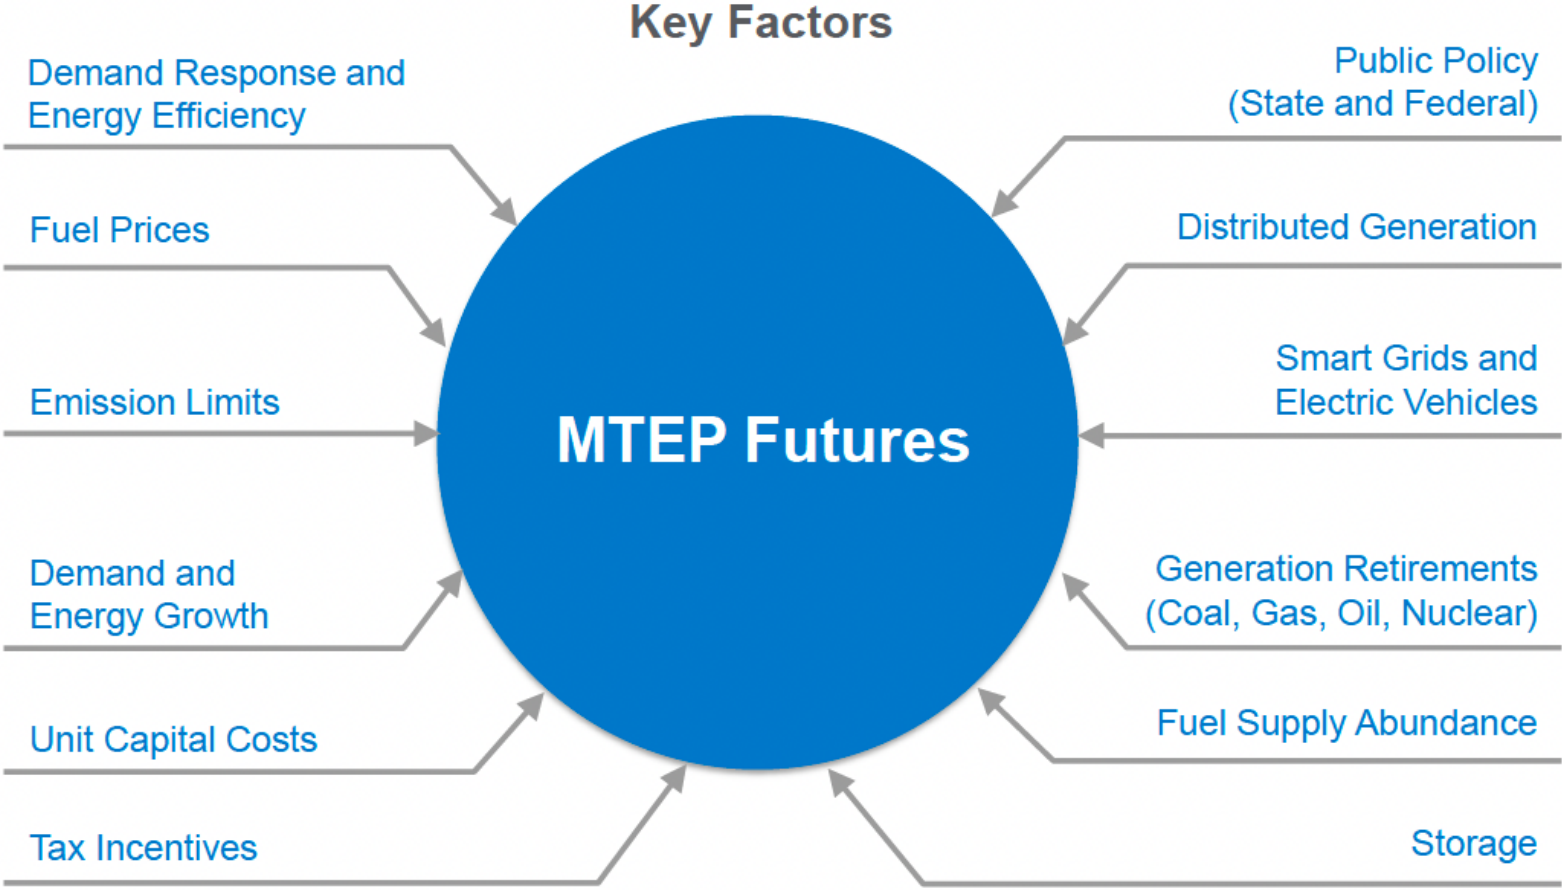 Key Factors
Demand Response and
Energy Efficiency
Fuel Prices
Emission Limits
Demand and
Energy Growth
Unit Capital Costs
Tax Incentives
MTEP Futures
Public Policy
(State and Federal)
Distributed Generation
Smart Grids and
Electric Vehicles
Generation Retirements
(Coal, Gas, Oil, Nuclear)
Fuel Supply Abundance
Storage